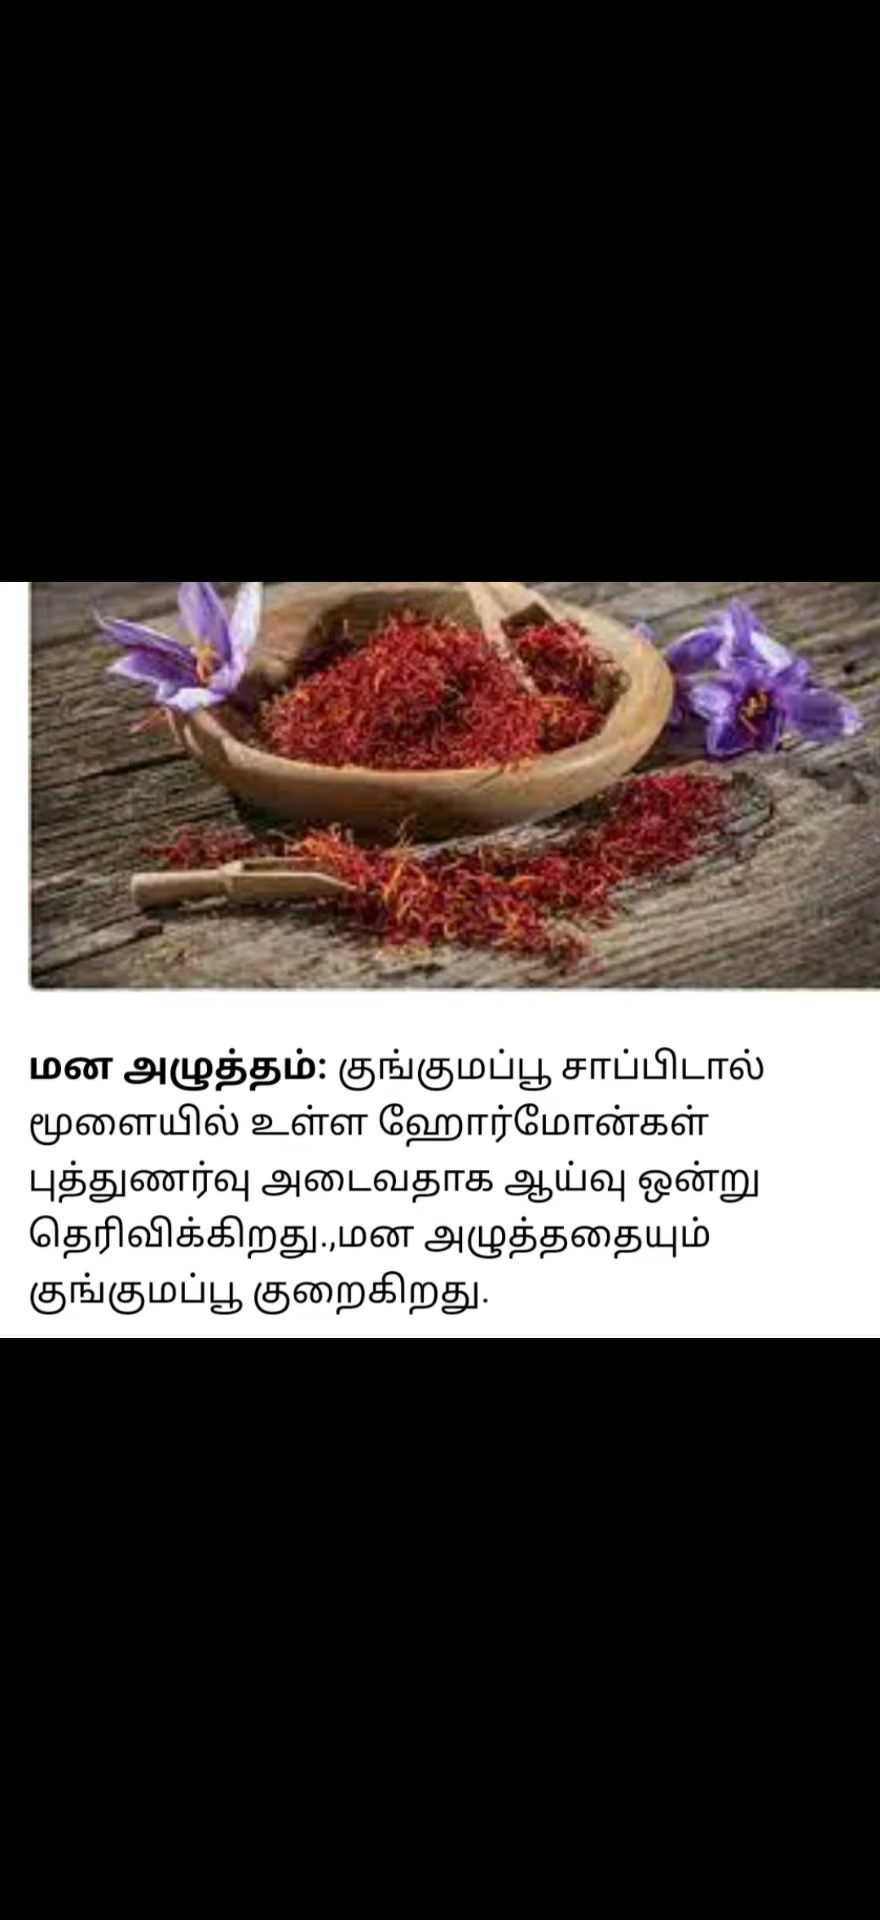 மன அழுத்தம்: குங்குமப்பூ சாப்பிடால்
மூளையில் உள்ள ஹோர்மோன்கள்
புத்துணர்வு அடைவதாக ஆய்வு ஒன்று
தெரிவிக்கிறது.,மன அழுத்ததையும்
குங்குமப்பூ குறைகிறது.